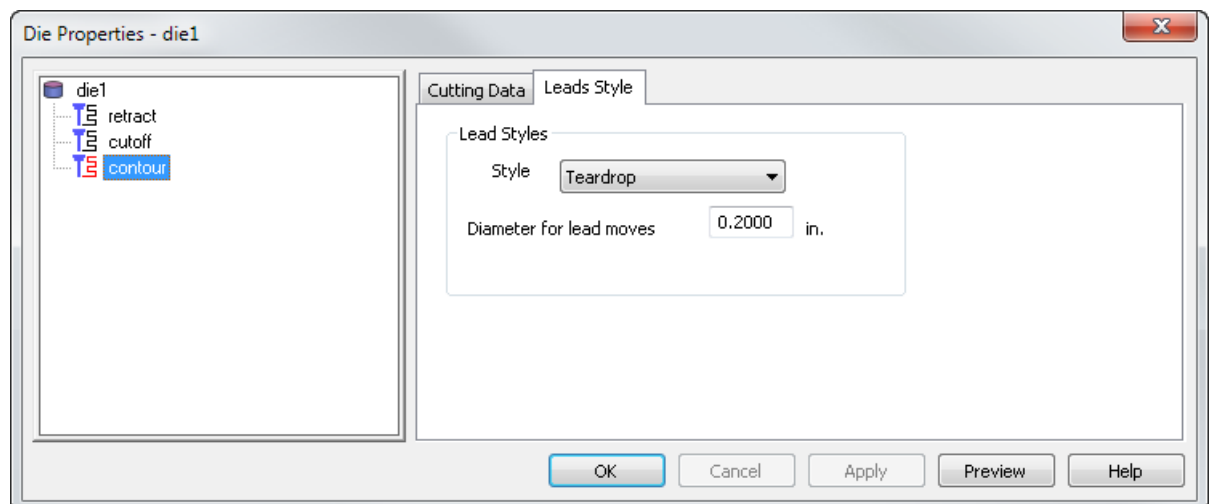 Die Properties - die1
die1
retract
cutoff
contour
Cutting Data
Leads Style
Lead Styles
Style
Teardrop
Diameter for lead moves
0.2000
in.
OK
Cancel
Apply
Preview
Help